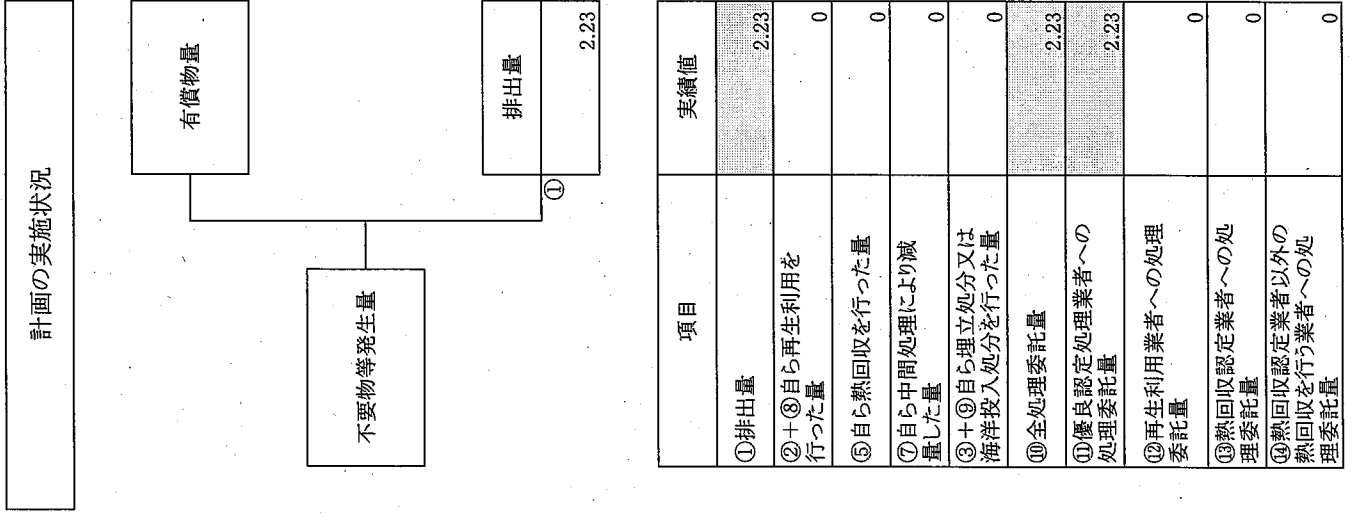 計画の実施状況
不要物等発生量
有償物量
排出量
①
2.23
項目
実績値
①排出量
2.23
②+⑧自ら再生利用を
行った量
0
⑤自ら熱回収を行った量
0
⑦自ら中間処理により減
量した量
0
③+⑨自ら埋立処分又は
海洋投入処分を行った量
0
⑩全処理委託量
2.23
⑪優良認定処理業者への
処理委託量
2.23
⑫再生利用業者への処理
委託量
0
⑬熱回収認定業者への処
理委託量
0
⑭熱回収認定業者以外の
熱回収を行う業者への処
理委託量
0